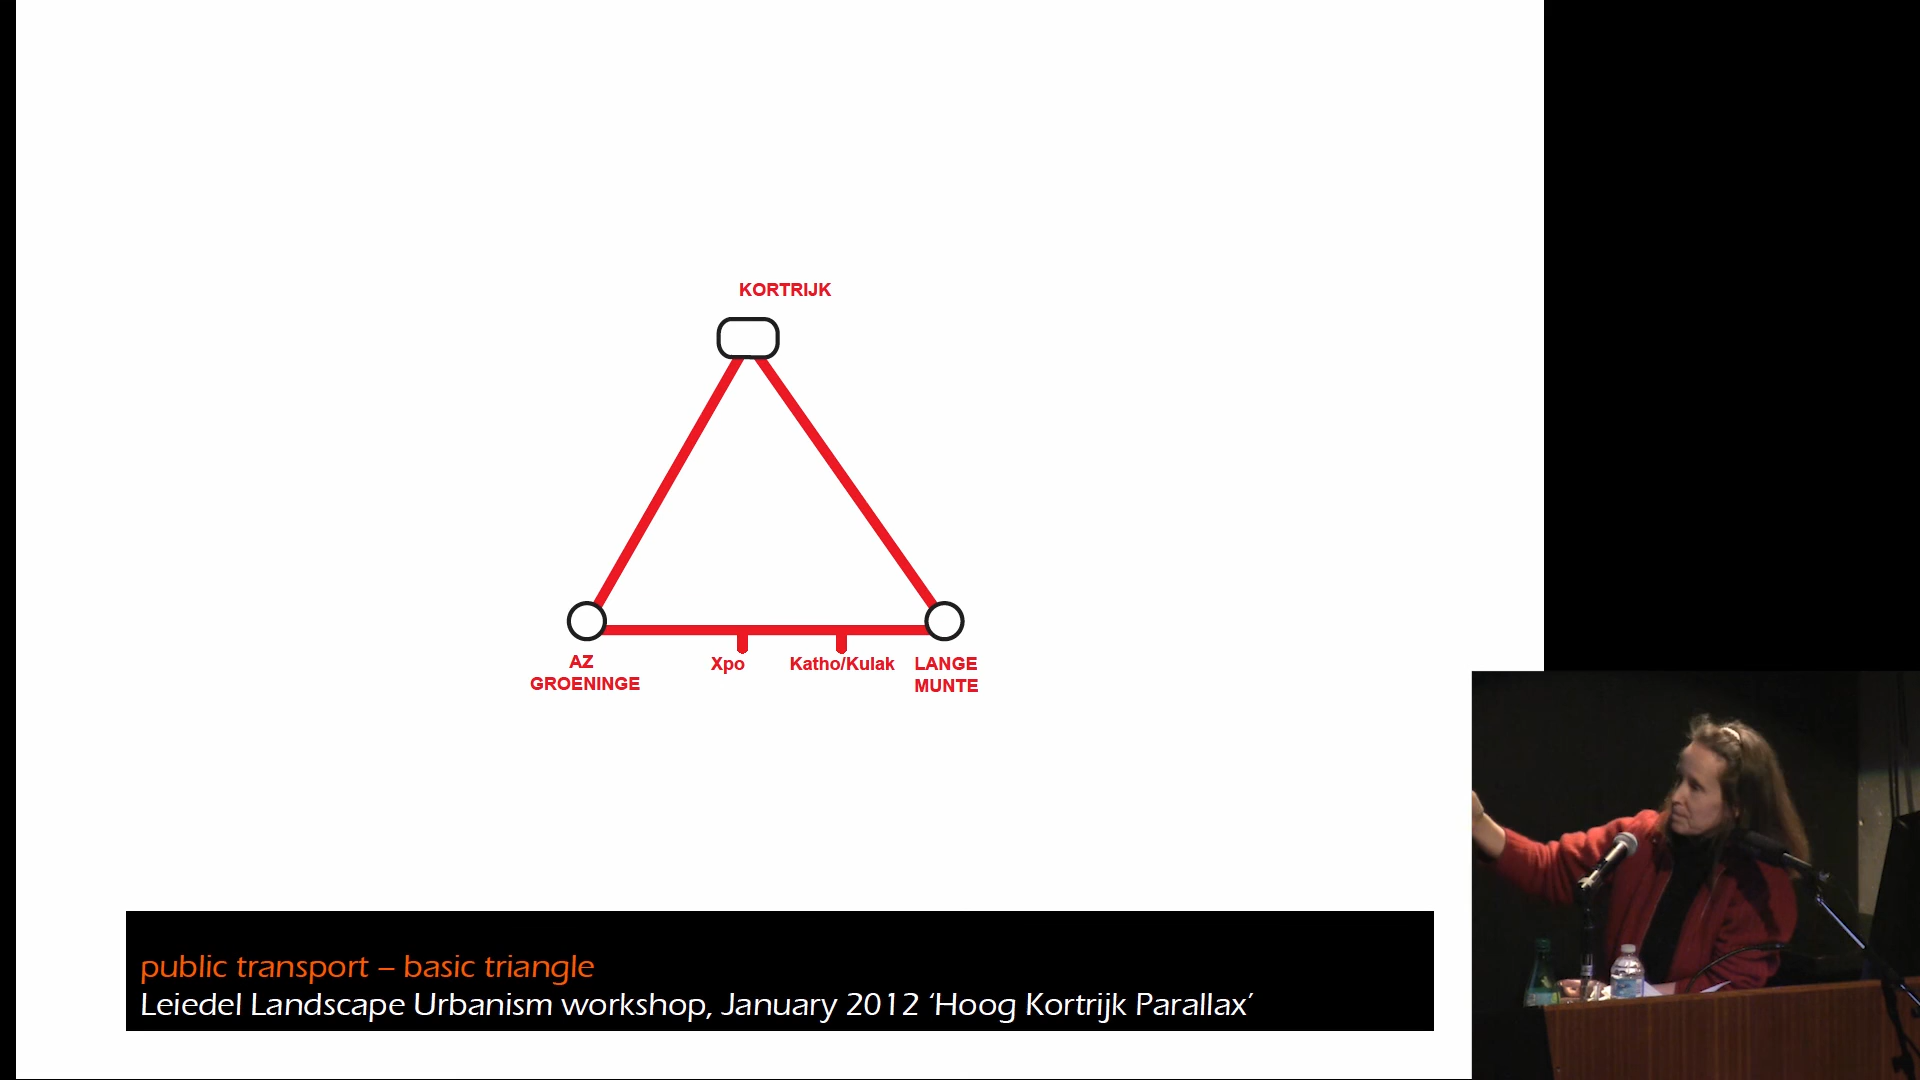 KORTRIJK
AZ
GROENINGE
Xpo
Katho/Kulak
LANGE
MUNTE
public transport – basic triangle
Leiedel Landscape Urbanism workshop, January 2012 ‘Hoog Kortrijk Parallax’